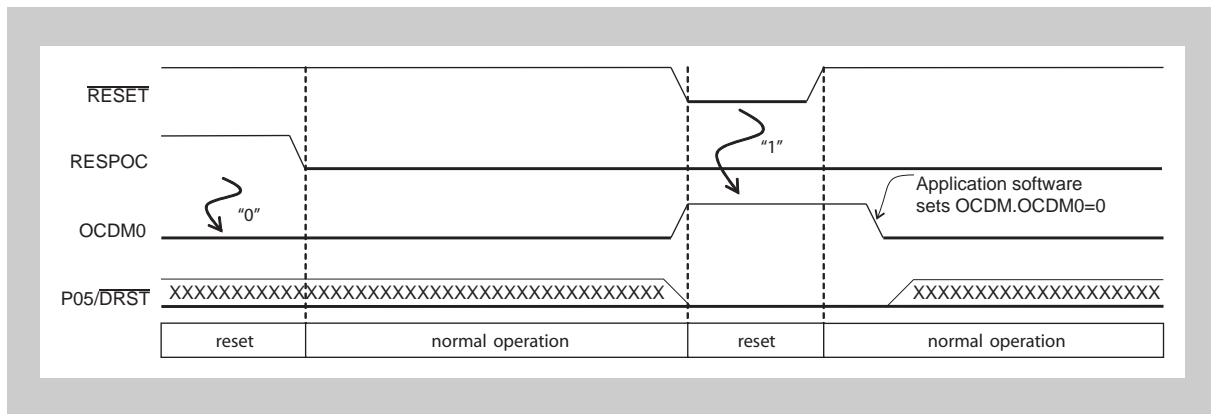 RESET
RESPOC
"1"
Application software
sets OCDM.OCDM0=0
"0"
OCDM0
P05/DRST XXXXXXXXXXXXXXXXXXXXXXXXXXXXXXXXXXXXXXXX XXXXXXXXXXXXXXXXXXXX
reset normal operation reset normal operation